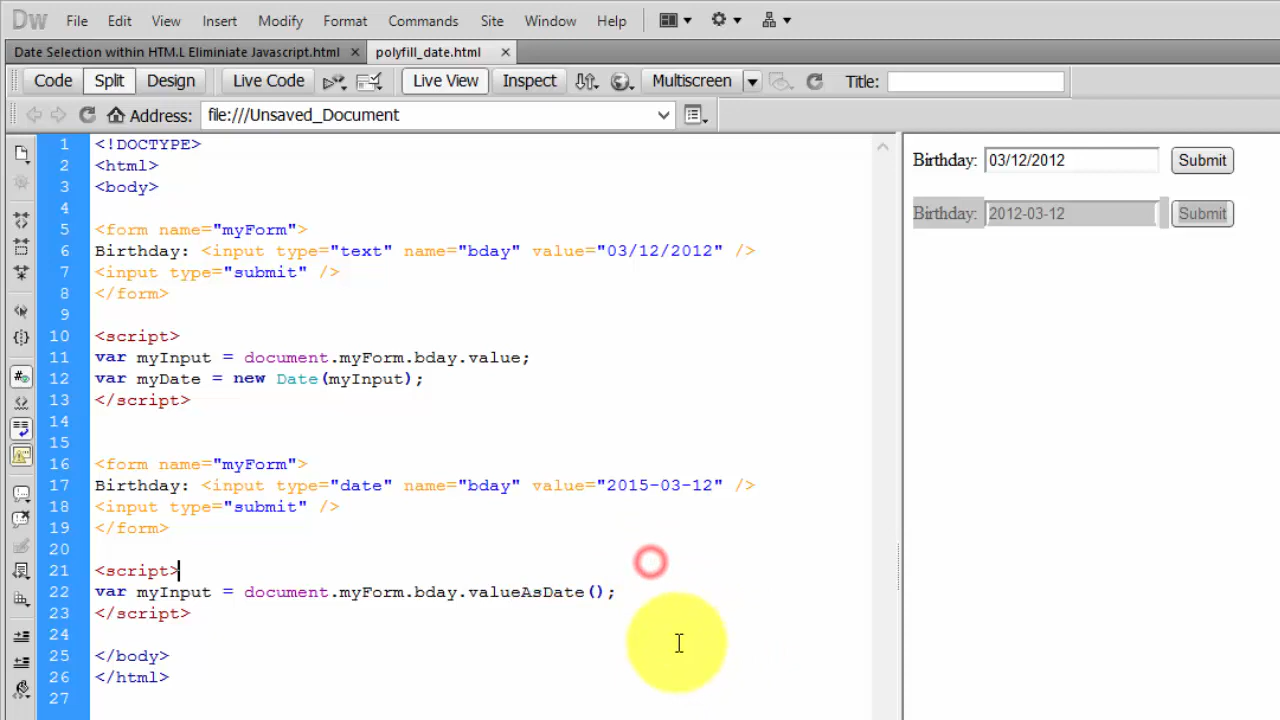 Dw File Edit View Insert Modify Format Commands Site Window Help
Date Selection within HTM.L Eliminiate Javascript.html × polyfill_date.html ×
Code Split Design Live Code Live View Inspect Multiscreen Title:
Address: file:///Unsaved_Document
1 <!DOCTYPE>
2 <html>
3 <body>
4
5 <form name="myForm">
6 Birthday: <input type="text" name="bday" value="03/12/2012" />
7 <input type="submit" />
8 </form>
9
10 <script>
11 var myInput = document.myForm.bday.value;
12 var myDate = new Date(myInput);
13 </script>
14
15
16 <form name="myForm">
17 Birthday: <input type="date" name="bday" value="2015-03-12" />
18 <input type="submit" />
19 </form>
20
21 <script>
22 var myInput = document.myForm.bday.valueAsDate();
23 </script>
24
25 </body>
26 </html>
27
Birthday: 03/12/2012 Submit
Birthday: 2012-03-12 Submit